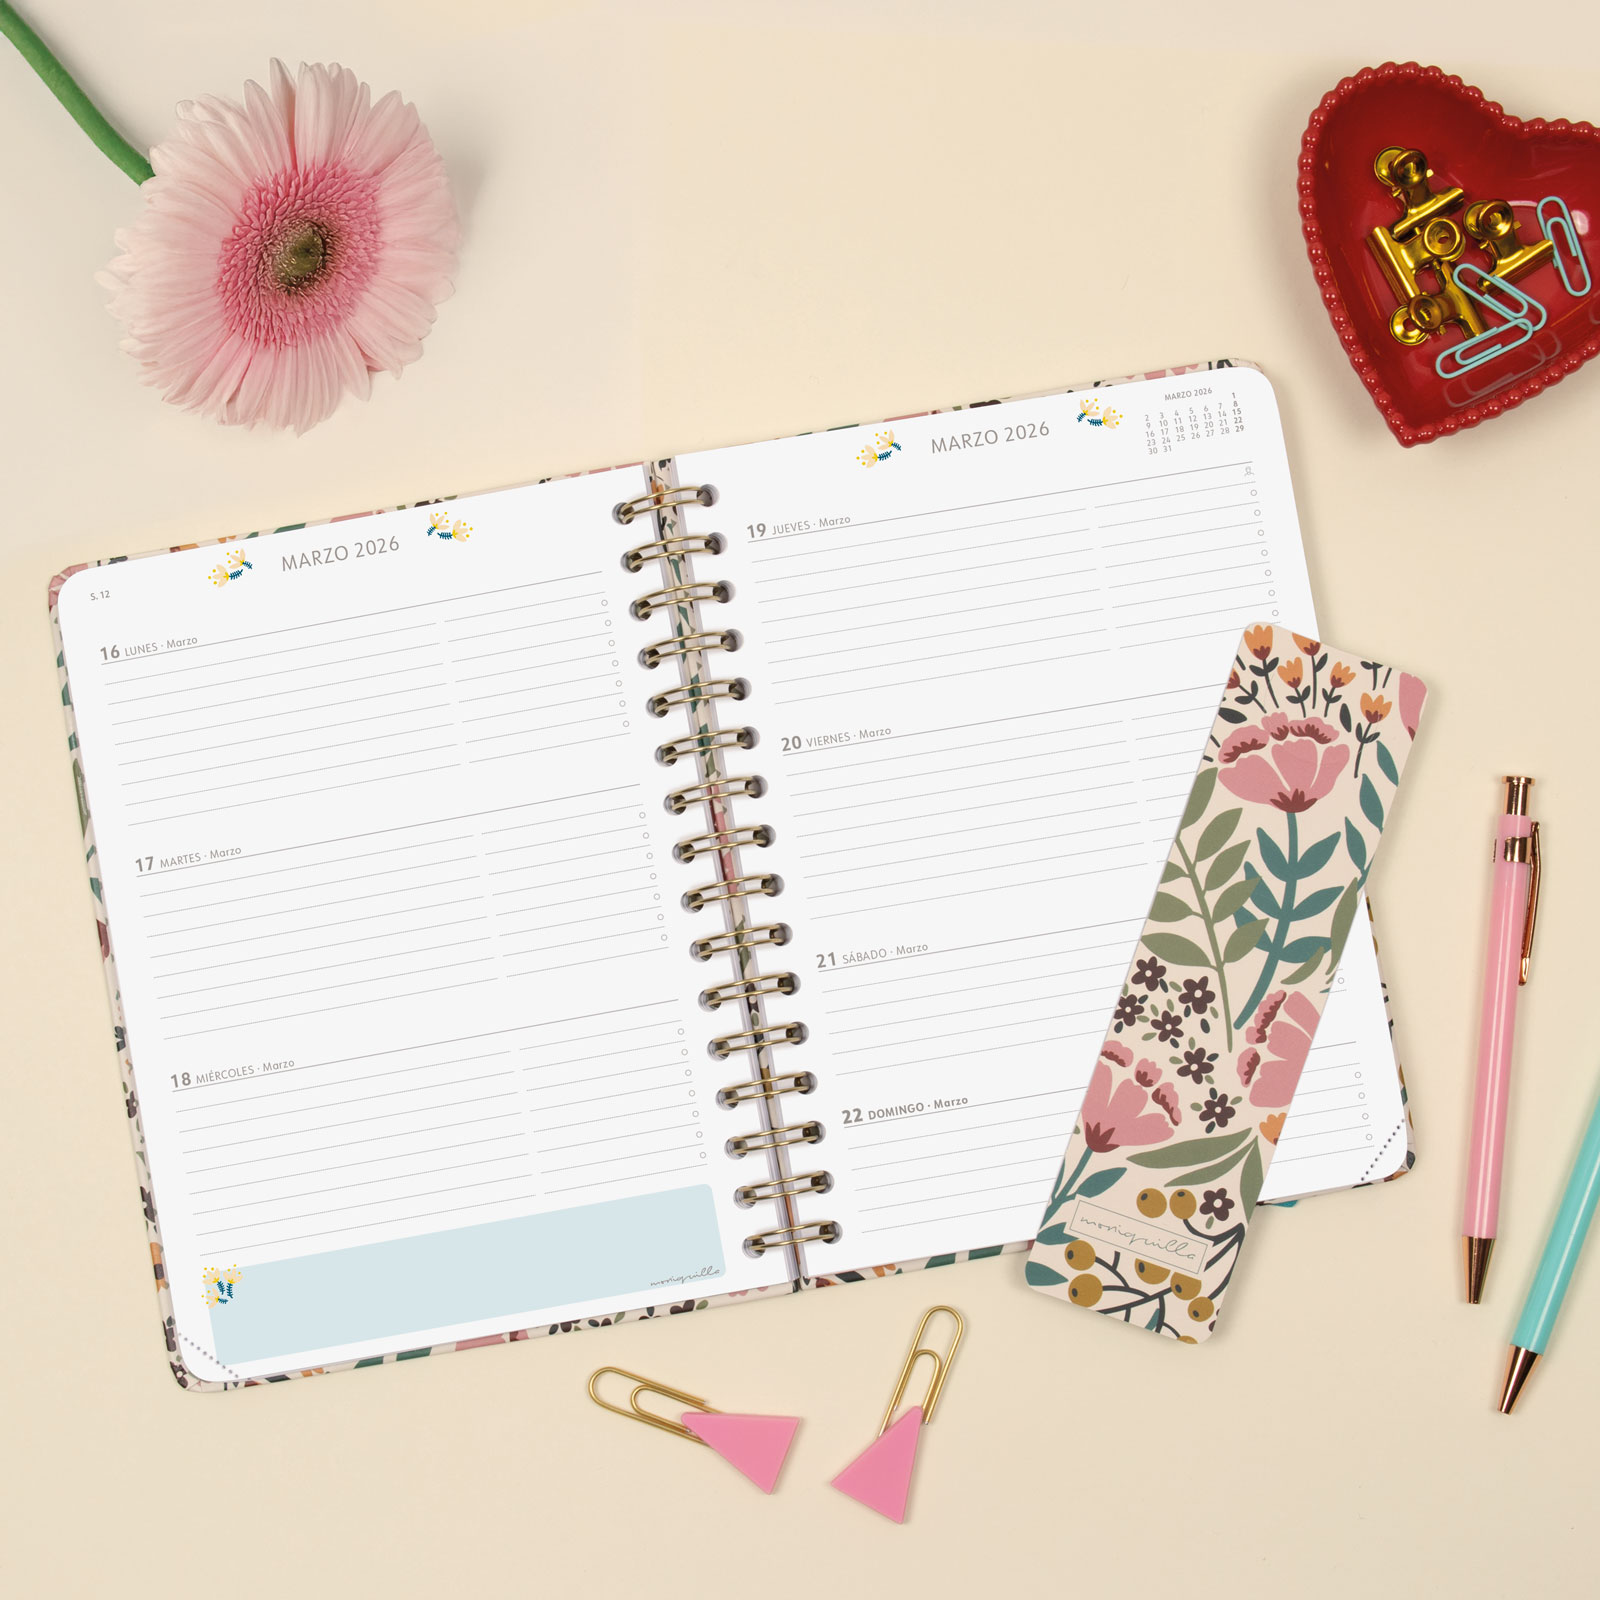 MARZO 2026
S. 12
16 LUNES · Marzo
17 MARTES · Marzo
18 MIÉRCOLES · Marzo
moriquilla
MARZO 2026
MARZO 2026
1
2 3 4 5 6 7 8
9 10 11 12 13 14 15
16 17 18 19 20 21 22
23 24 25 26 27 28 29
30 31
19 JUEVES · Marzo
20 VIERNES · Marzo
21 SÁBADO · Marzo
22 DOMINGO · Marzo
moriquilla